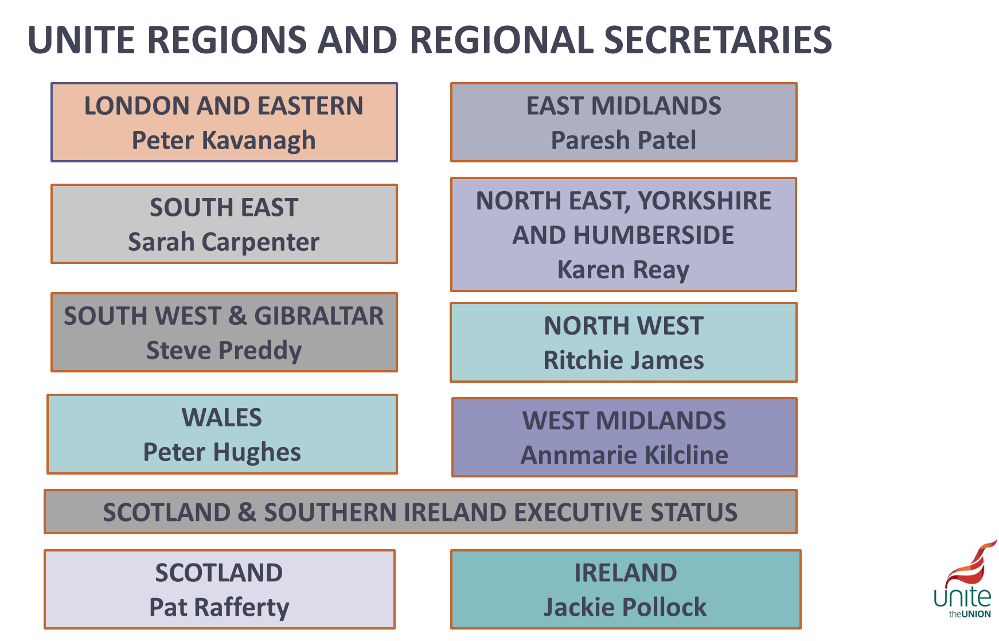 UNITE REGIONS AND REGIONAL SECRETARIES
LONDON AND EASTERN
Peter Kavanagh
EAST MIDLANDS
Paresh Patel
SOUTH EAST
Sarah Carpenter
NORTH EAST, YORKSHIRE
AND HUMBERSIDE
Karen Reay
SOUTH WEST & GIBRALTAR
Steve Preddy
NORTH WEST
Ritchie James
WALES
Peter Hughes
WEST MIDLANDS
Annmarie Kilcline
SCOTLAND & SOUTHERN IRELAND EXECUTIVE STATUS
SCOTLAND
Pat Rafferty
IRELAND
Jackie Pollock
unite
theUNION